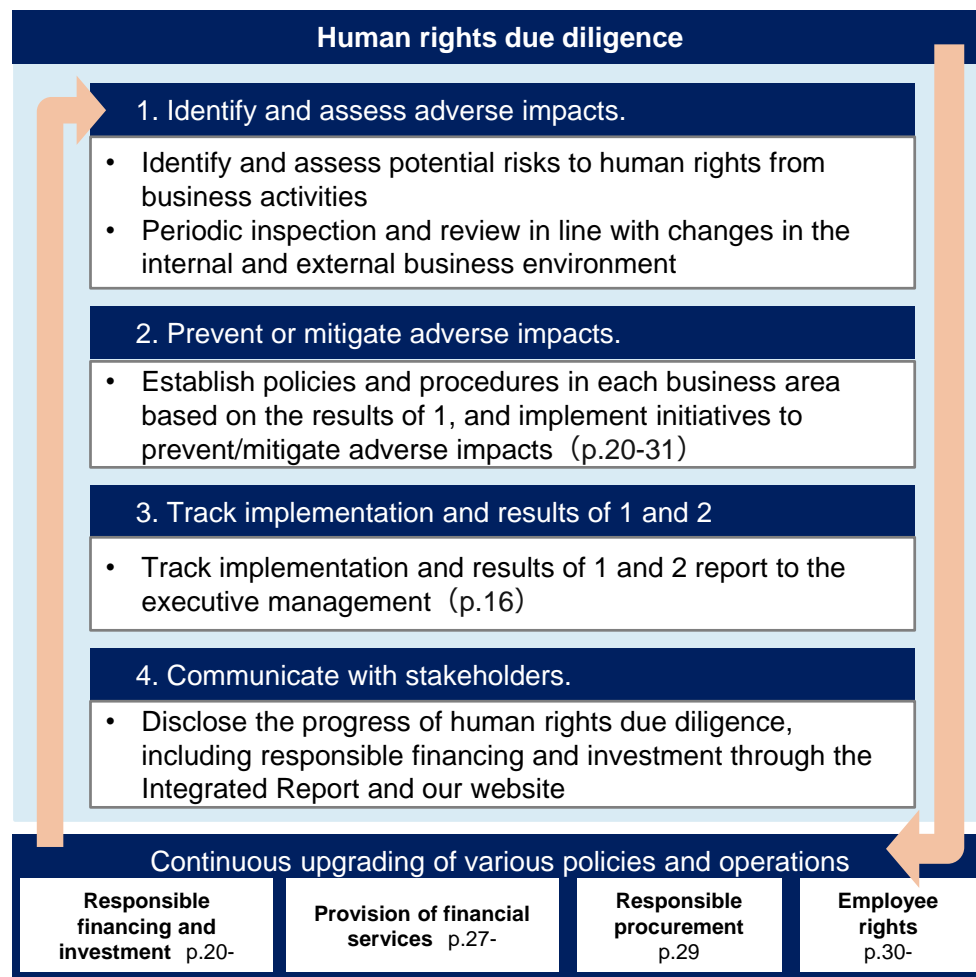 Human rights due diligence
1. Identify and assess adverse impacts.
• Identify and assess potential risks to human rights from
business activities
• Periodic inspection and review in line with changes in the
internal and external business environment
2. Prevent or mitigate adverse impacts.
• Establish policies and procedures in each business area
based on the results of 1, and implement initiatives to
prevent/mitigate adverse impacts（p.20-31）
3. Track implementation and results of 1 and 2
• Track implementation and results of 1 and 2 report to the
executive management（p.16）
4. Communicate with stakeholders.
• Disclose the progress of human rights due diligence,
including responsible financing and investment through the
Integrated Report and our website
Continuous upgrading of various policies and operations
Responsible
financing and
investment p.20-
Provision of financial
services p.27-
Responsible
procurement
p.29
Employee
rights
p.30-